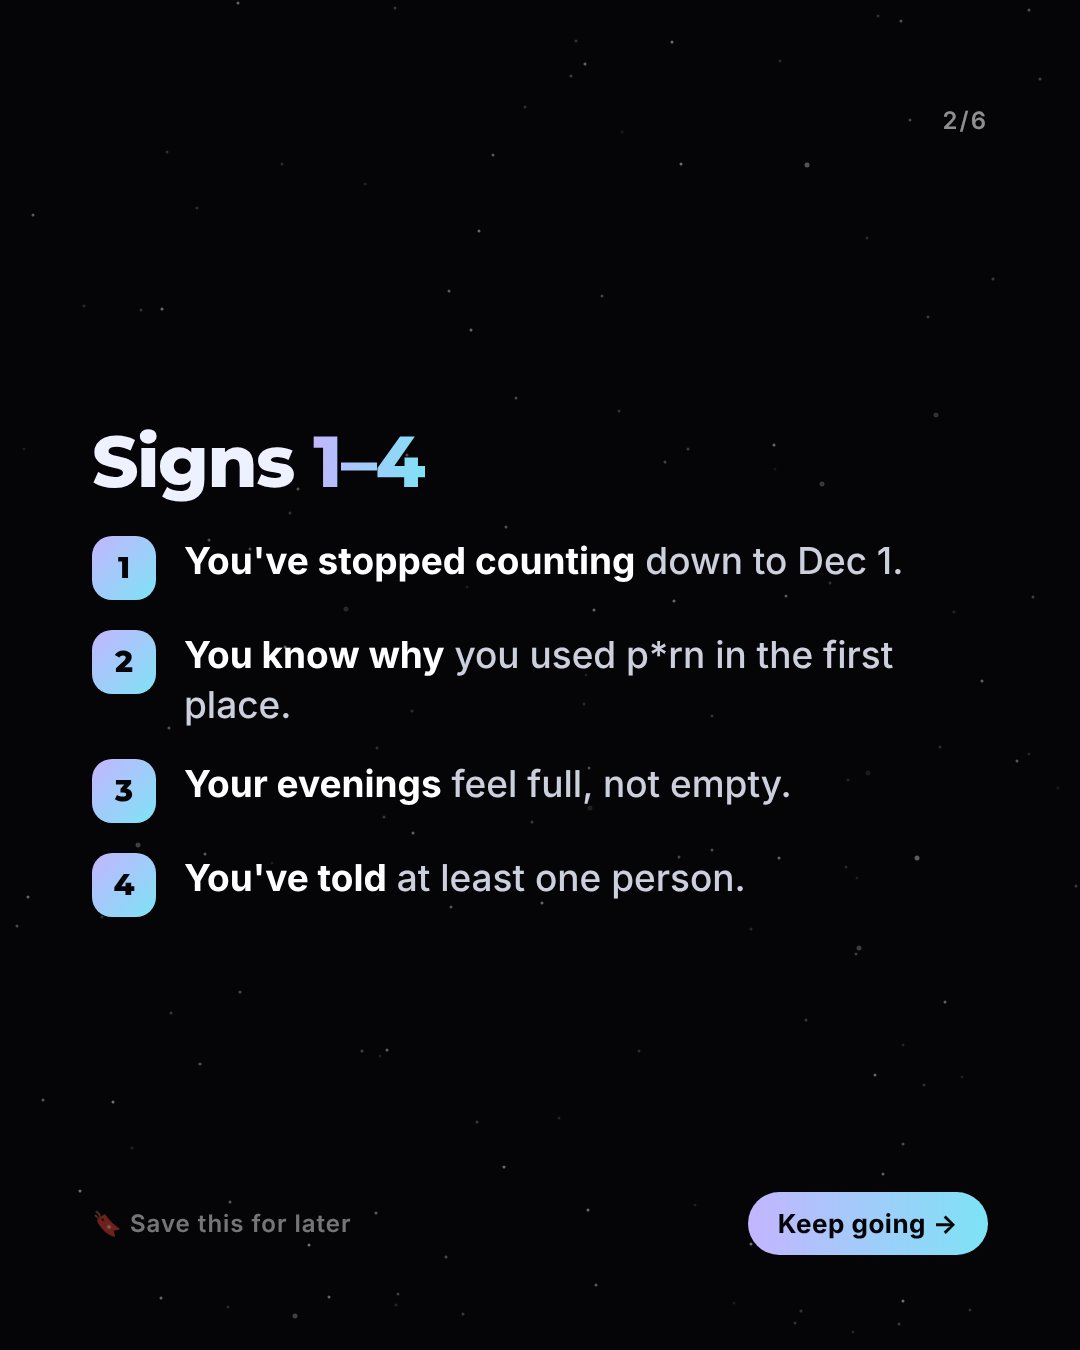 2/6
Signs 1–4
1 You've stopped counting down to Dec 1.
2 You know why you used p*rn in the first
place.
3 Your evenings feel full, not empty.
4 You've told at least one person.
🔖 Save this for later
Keep going →